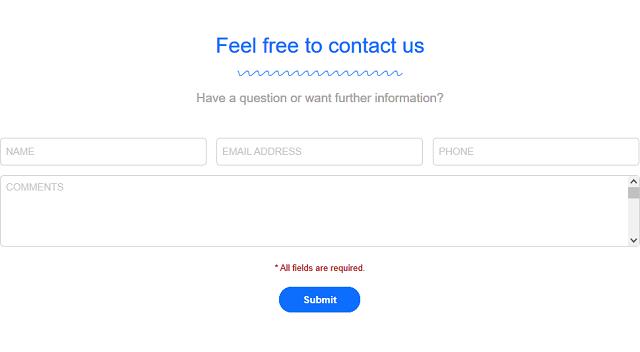 Feel free to contact us
Have a question or want further information?
NAME
EMAIL ADDRESS
PHONE
COMMENTS
* All fields are required.
Submit